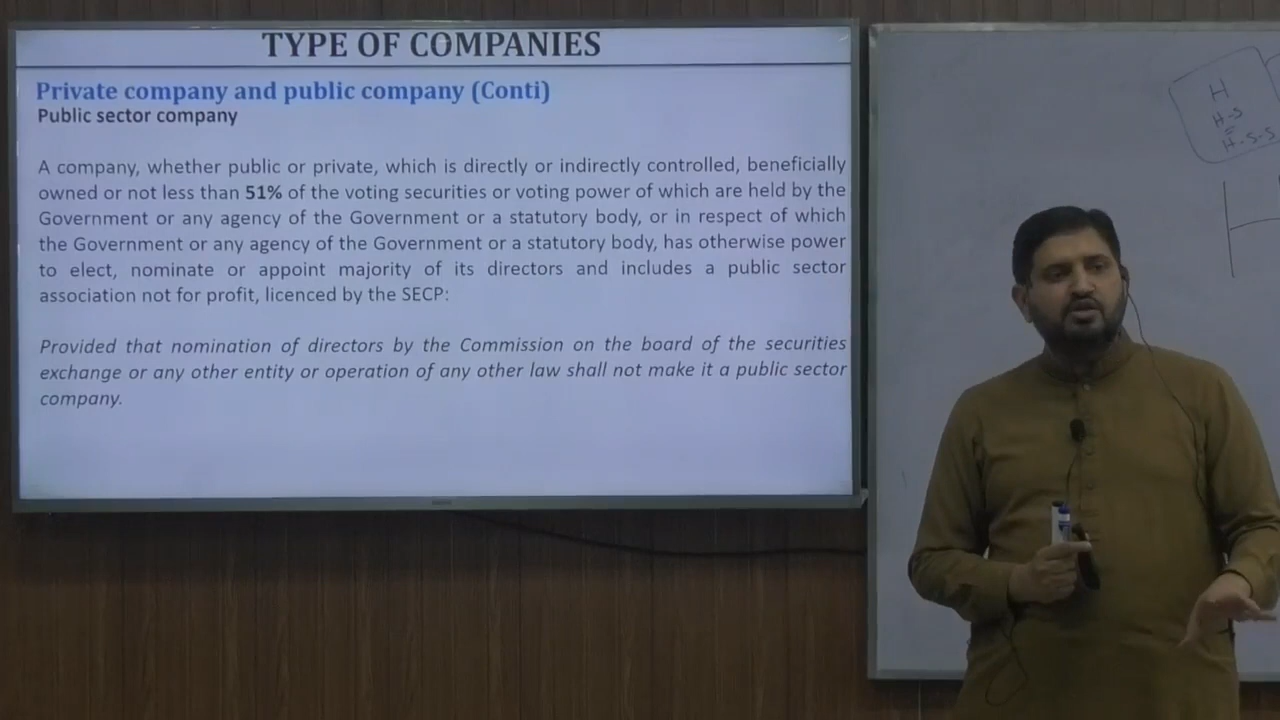 TYPE OF COMPANIES
Private company and public company (Conti)
Public sector company
A company, whether public or private, which is directly or indirectly controlled, beneficially
owned or not less than 51% of the voting securities or voting power of which are held by the
Government or any agency of the Government or a statutory body, or in respect of which
the Government or any agency of the Government or a statutory body, has otherwise power
to elect, nominate or appoint majority of its directors and includes a public sector
association not for profit, licenced by the SECP:
Provided that nomination of directors by the Commission on the board of the securities
exchange or any other entity or operation of any other law shall not make it a public sector
company.
H
H-S
H-S-S